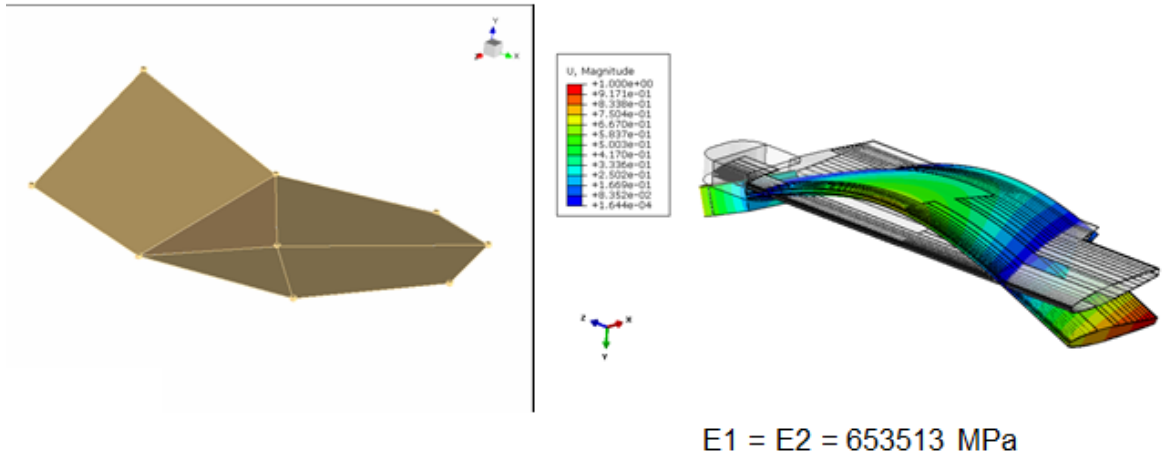 Y
X
Z
U, Magnitude
+1.000e+00
+9.171e-01
+8.338e-01
+7.504e-01
+6.670e-01
+5.837e-01
+5.003e-01
+4.170e-01
+3.336e-01
+2.502e-01
+1.669e-01
+8.352e-02
+1.644e-04
Z
X
Y
E1 = E2 = 653513 MPa